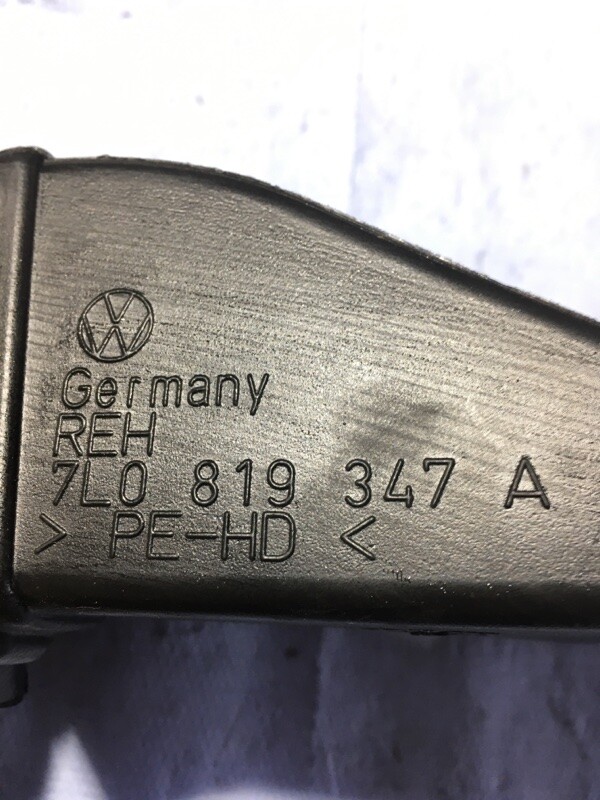 Germany
REH
7L0 819 347 A
> PE-HD <